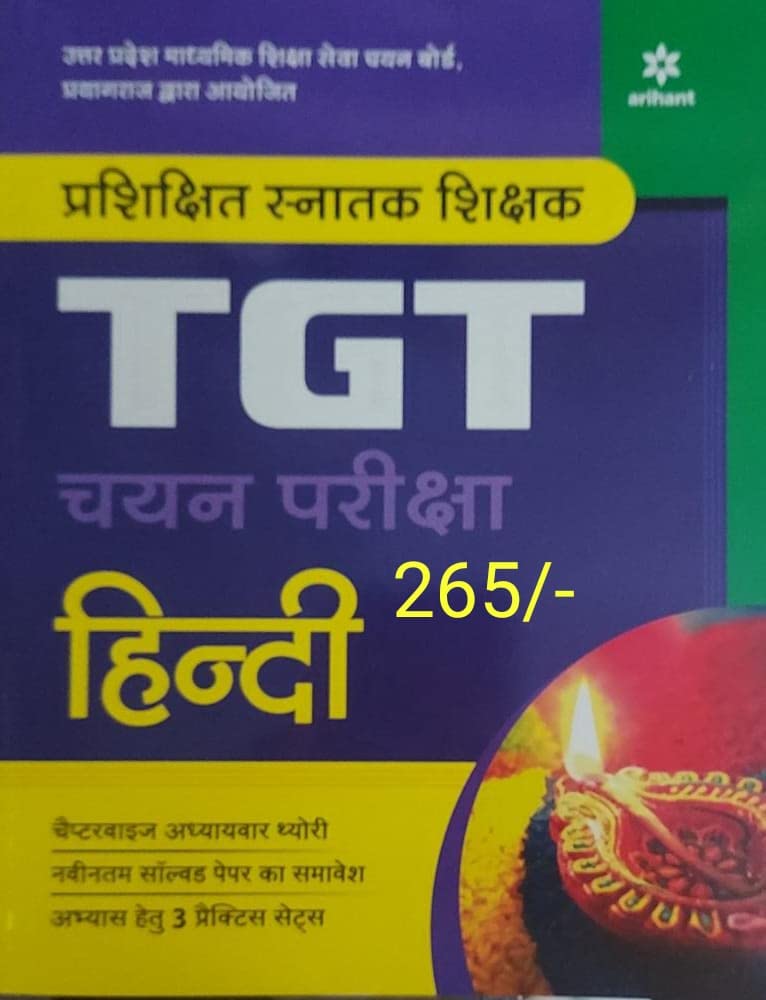 उत्तर प्रदेश माध्यमिक शिक्षा सेवा चयन बोर्ड,
प्रयागराज द्वारा आयोजित
arihant
प्रशिक्षित स्नातक शिक्षक
TGT
चयन परीक्षा
हिन्दी
265/-
चैप्टरवाइज अध्यायवार थ्योरी
नवीनतम सॉल्वड पेपर का समावेश
अभ्यास हेतु 3 प्रैक्टिस सेट्स